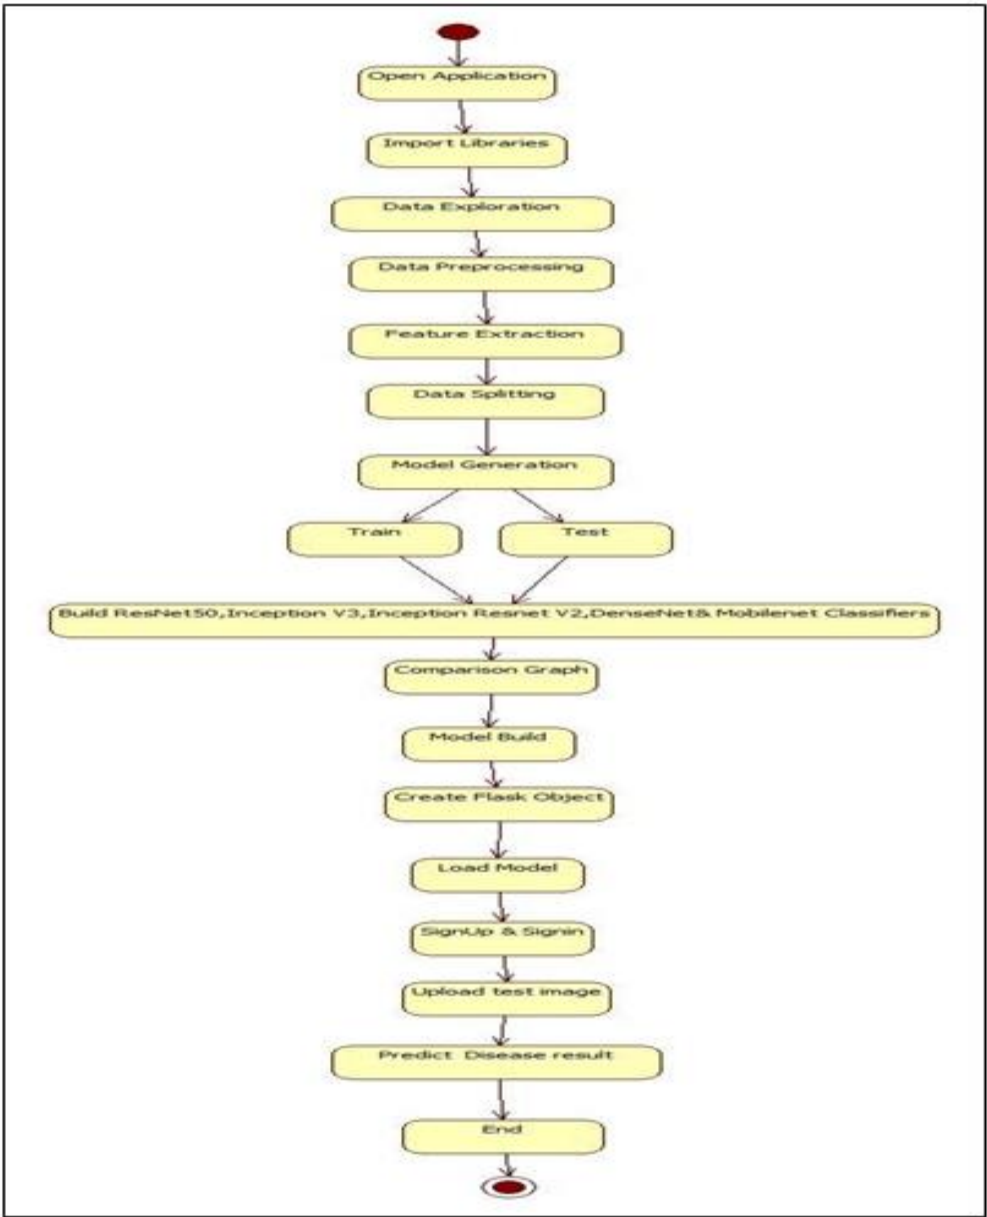 Open Application
Import Libraries
Data Exploration
Data Preprocessing
Feature Extraction
Data Splitting
Model Generation
Train
Test
Build ResNet50,Inception V3,Inception Resnet V2,DenseNet& Mobilenet Classifiers
Comparison Graph
Model Build
Create Flask Object
Load Model
SignUp & Signin
Upload test image
Predict Disease result
End